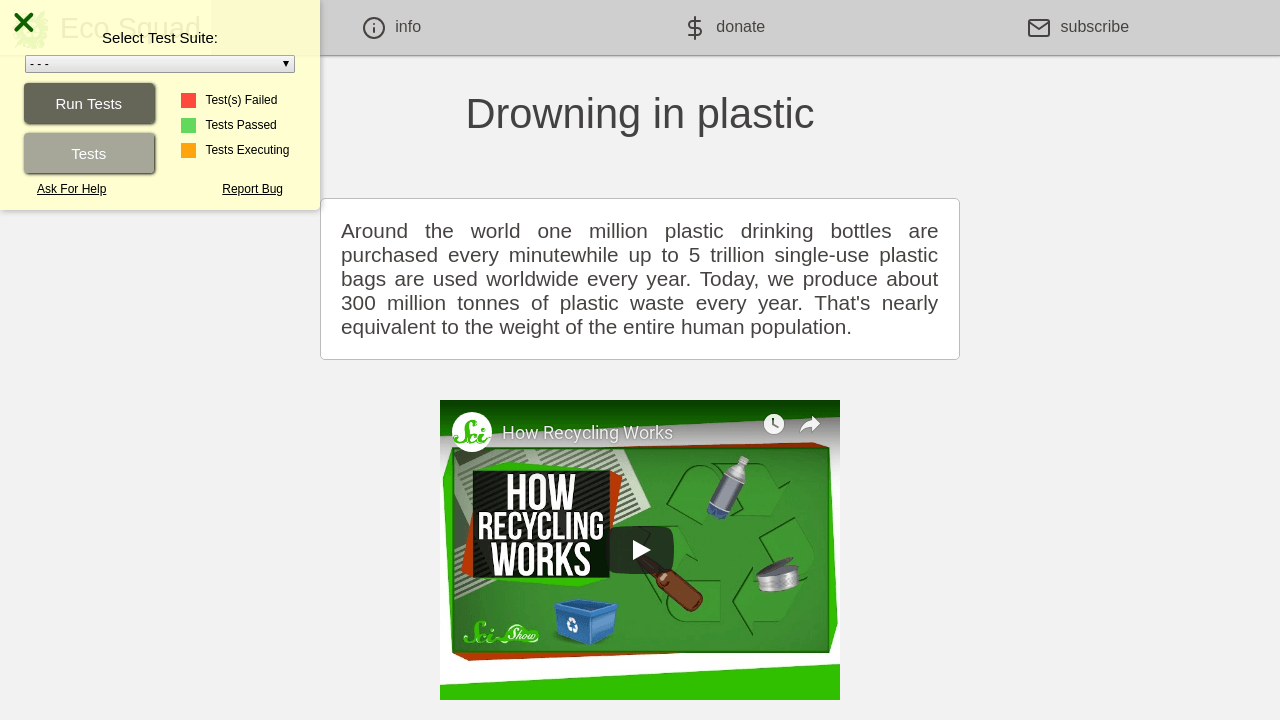 Eco Squad
info
donate
subscribe
Select Test Suite:
- - -
Run Tests
Tests
Test(s) Failed
Tests Passed
Tests Executing
Ask For Help
Report Bug
Drowning in plastic
Around the world one million plastic drinking bottles are
purchased every minutewhile up to 5 trillion single-use plastic
bags are used worldwide every year. Today, we produce about
300 million tonnes of plastic waste every year. That's nearly
equivalent to the weight of the entire human population.
Sci
How Recycling Works
HOW
RECYCLING
WORKS
Sci Show